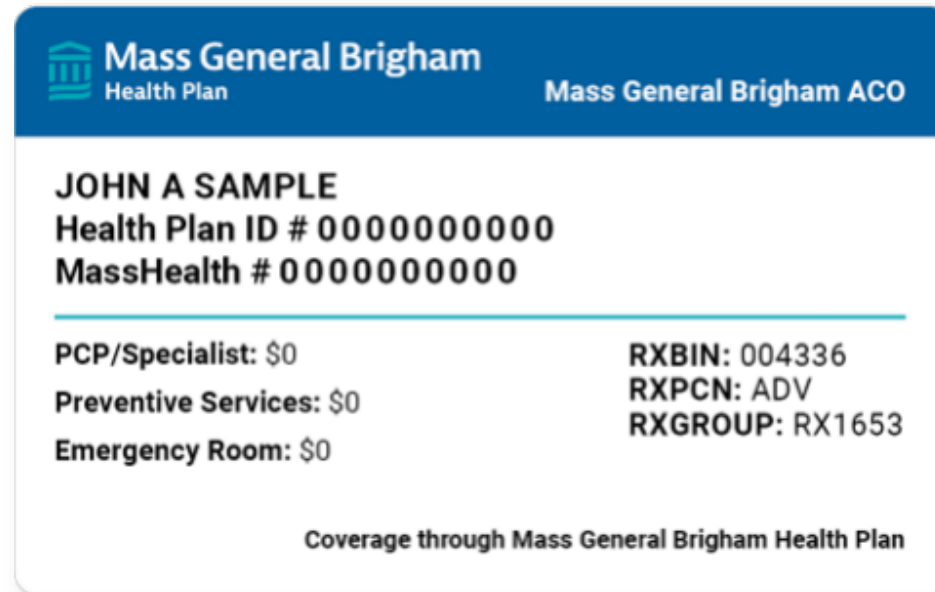 Mass General Brigham
Health Plan
Mass General Brigham ACO
JOHN A SAMPLE
Health Plan ID # 0000000000
MassHealth # 0000000000
PCP/Specialist: $0
Preventive Services: $0
Emergency Room: $0
RXBIN: 004336
RXPCN: ADV
RXGROUP: RX1653
Coverage through Mass General Brigham Health Plan